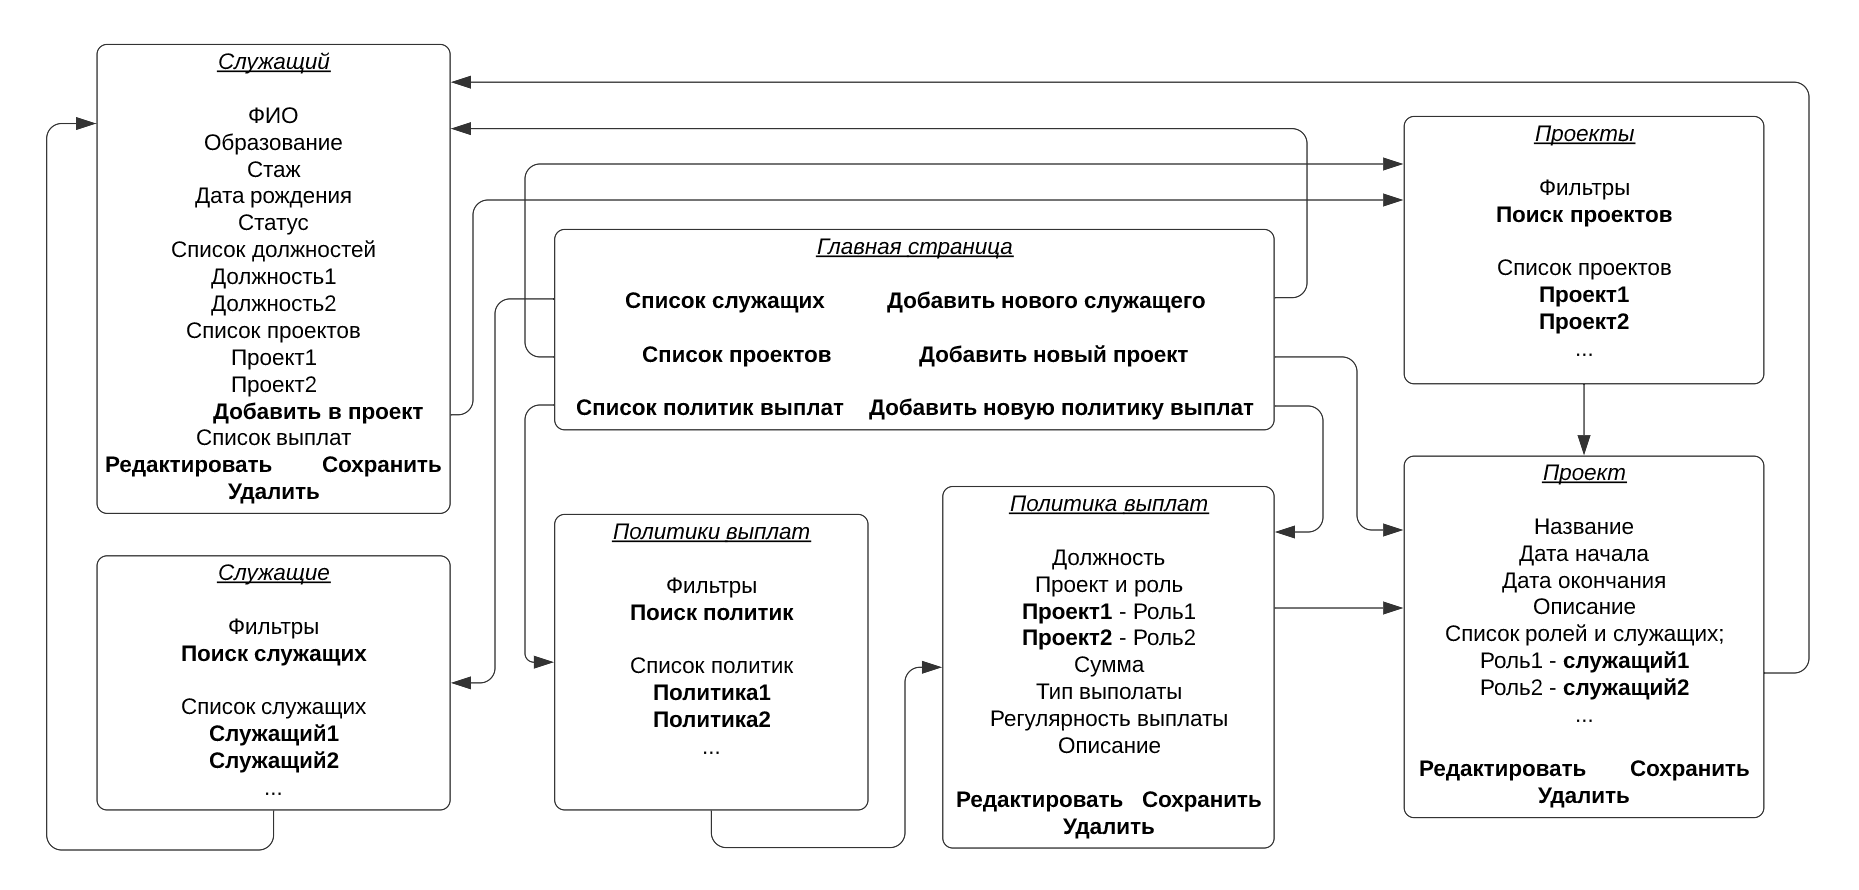 Служащий
ФИО
Образование
Стаж
Дата рождения
Статус
Список должностей
Должность1
Должность2
Список проектов
Проект1
Проект2
Добавить в проект
Список выплат
Редактировать Сохранить
Удалить
Служащие
Фильтры
Поиск служащих
Список служащих
Служащий1
Служащий2
...
Главная страница
Список служащих Добавить нового служащего
Список проектов Добавить новый проект
Список политик выплат Добавить новую политику выплат
Политики выплат
Фильтры
Поиск политик
Список политик
Политика1
Политика2
...
Политика выплат
Должность
Проект и роль
Проект1 - Роль1
Проект2 - Роль2
Сумма
Тип выполаты
Регулярность выплаты
Описание
Редактировать Сохранить
Удалить
Проекты
Фильтры
Поиск проектов
Список проектов
Проект1
Проект2
...
Проект
Название
Дата начала
Дата окончания
Описание
Список ролей и служащих;
Роль1 - служащий1
Роль2 - служащий2
...
Редактировать Сохранить
Удалить